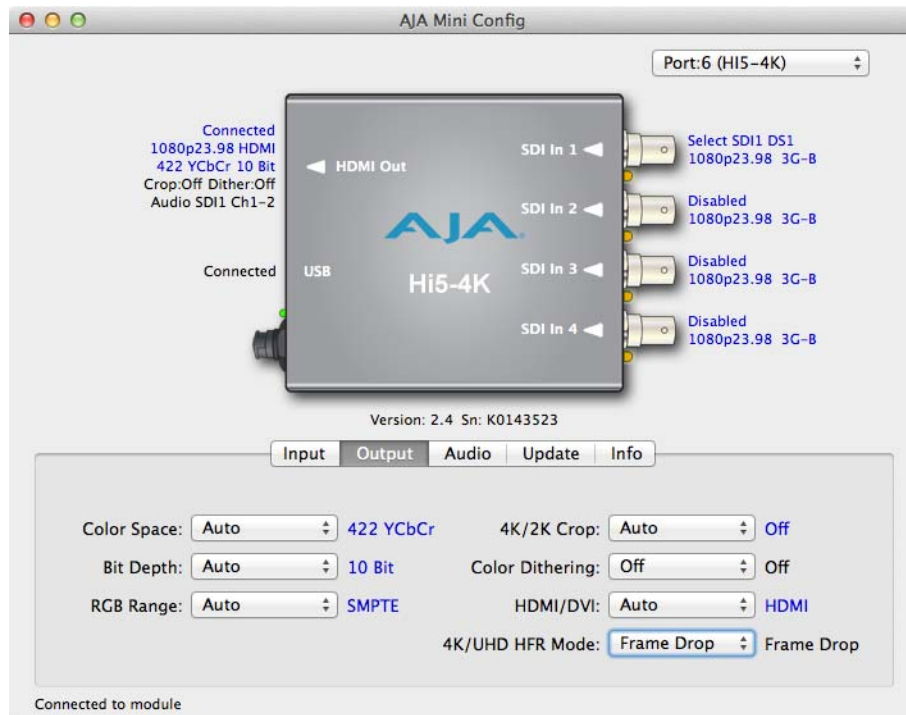 AJA Mini Config
Port:6 (HI5-4K)
Connected
1080p23.98 HDMI
422 YCbCr 10 Bit
Crop:Off Dither:Off
Audio SDI1 Ch1-2
Connected
HDMI Out
USB
AJA
Hi5-4K
SDI In 1
SDI In 2
SDI In 3
SDI In 4
Select SDI1 DS1
1080p23.98 3G-B
Disabled
1080p23.98 3G-B
Disabled
1080p23.98 3G-B
Disabled
1080p23.98 3G-B
Version: 2.4 Sn: K0143523
Input Output Audio Update Info
Color Space: Auto 422 YCbCr 4K/2K Crop: Auto Off
Bit Depth: Auto 10 Bit Color Dithering: Off Off
RGB Range: Auto SMPTE HDMI/DVI: Auto HDMI
4K/UHD HFR Mode: Frame Drop Frame Drop
Connected to module